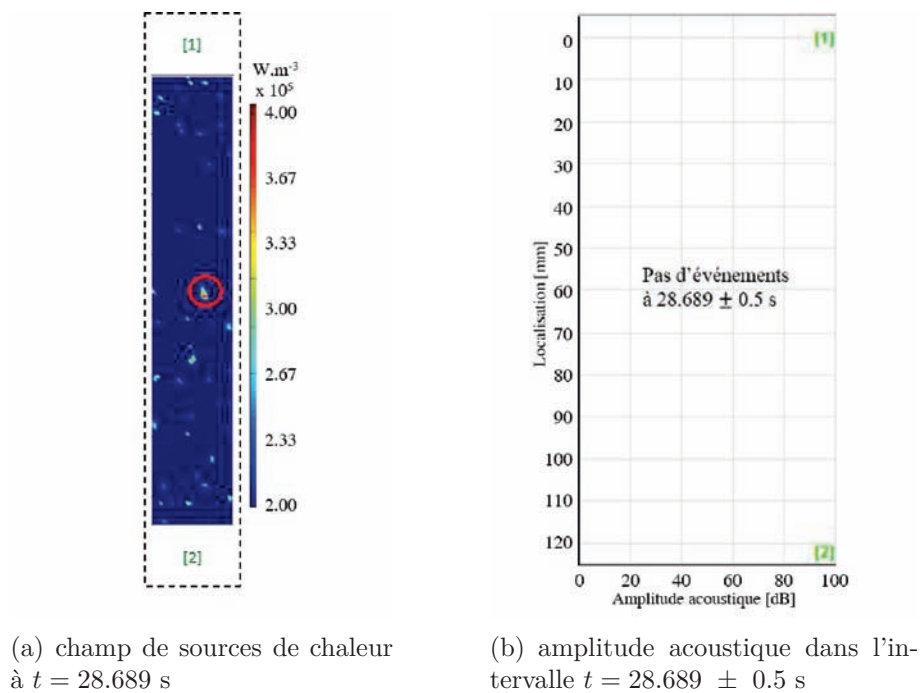 [1]
W.m⁻³
x 10⁵
4.00
3.67
3.33
3.00
2.67
2.33
2.00
[2]
[1]
0
10
20
30
40
50
60
70
80
90
100
110
120
Localisation [mm]
Pas d'événements
à 28.689 ± 0.5 s
[2]
0 20 40 60 80 100
Amplitude acoustique [dB]
(a) champ de sources de chaleur
à t = 28.689 s
(b) amplitude acoustique dans l'in-
tervalle t = 28.689 ± 0.5 s